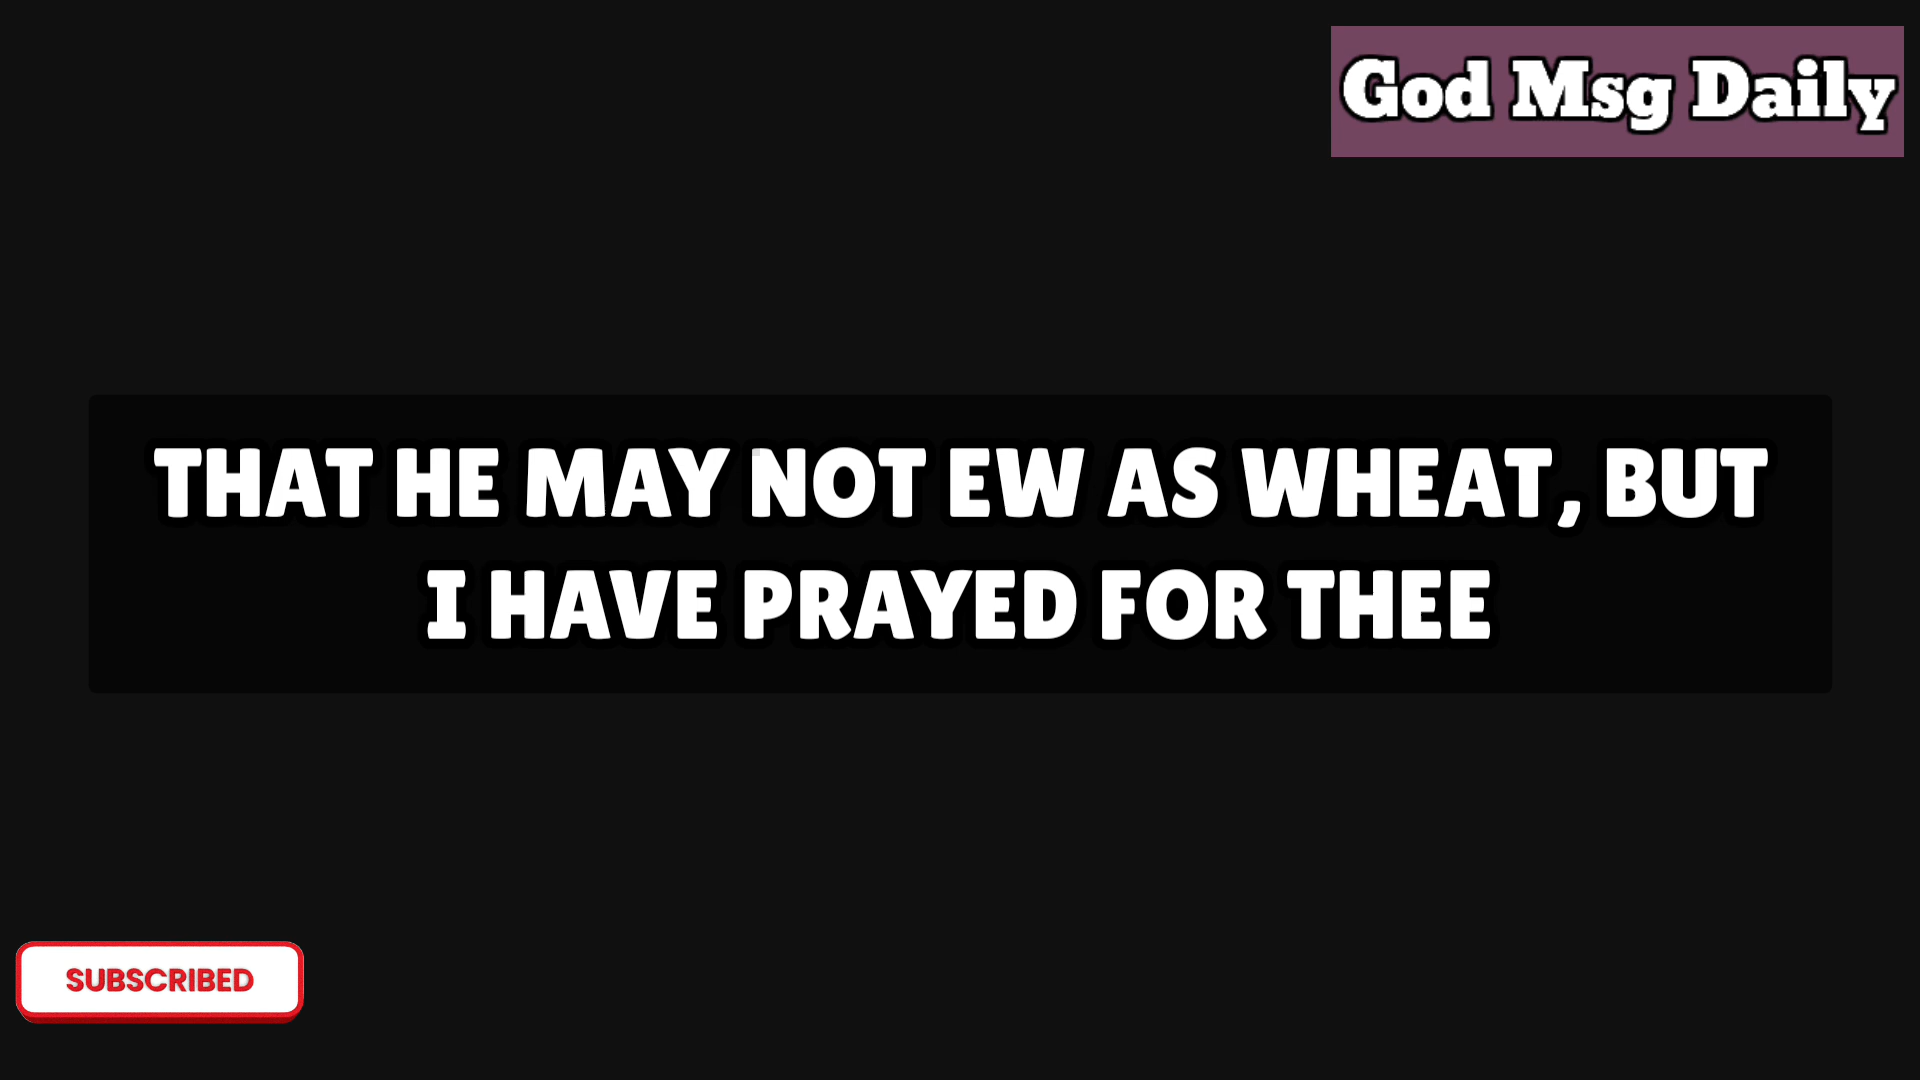 God Msg Daily
THAT HE MAY NOT EW AS WHEAT, BUT
I HAVE PRAYED FOR THEE
SUBSCRIBED